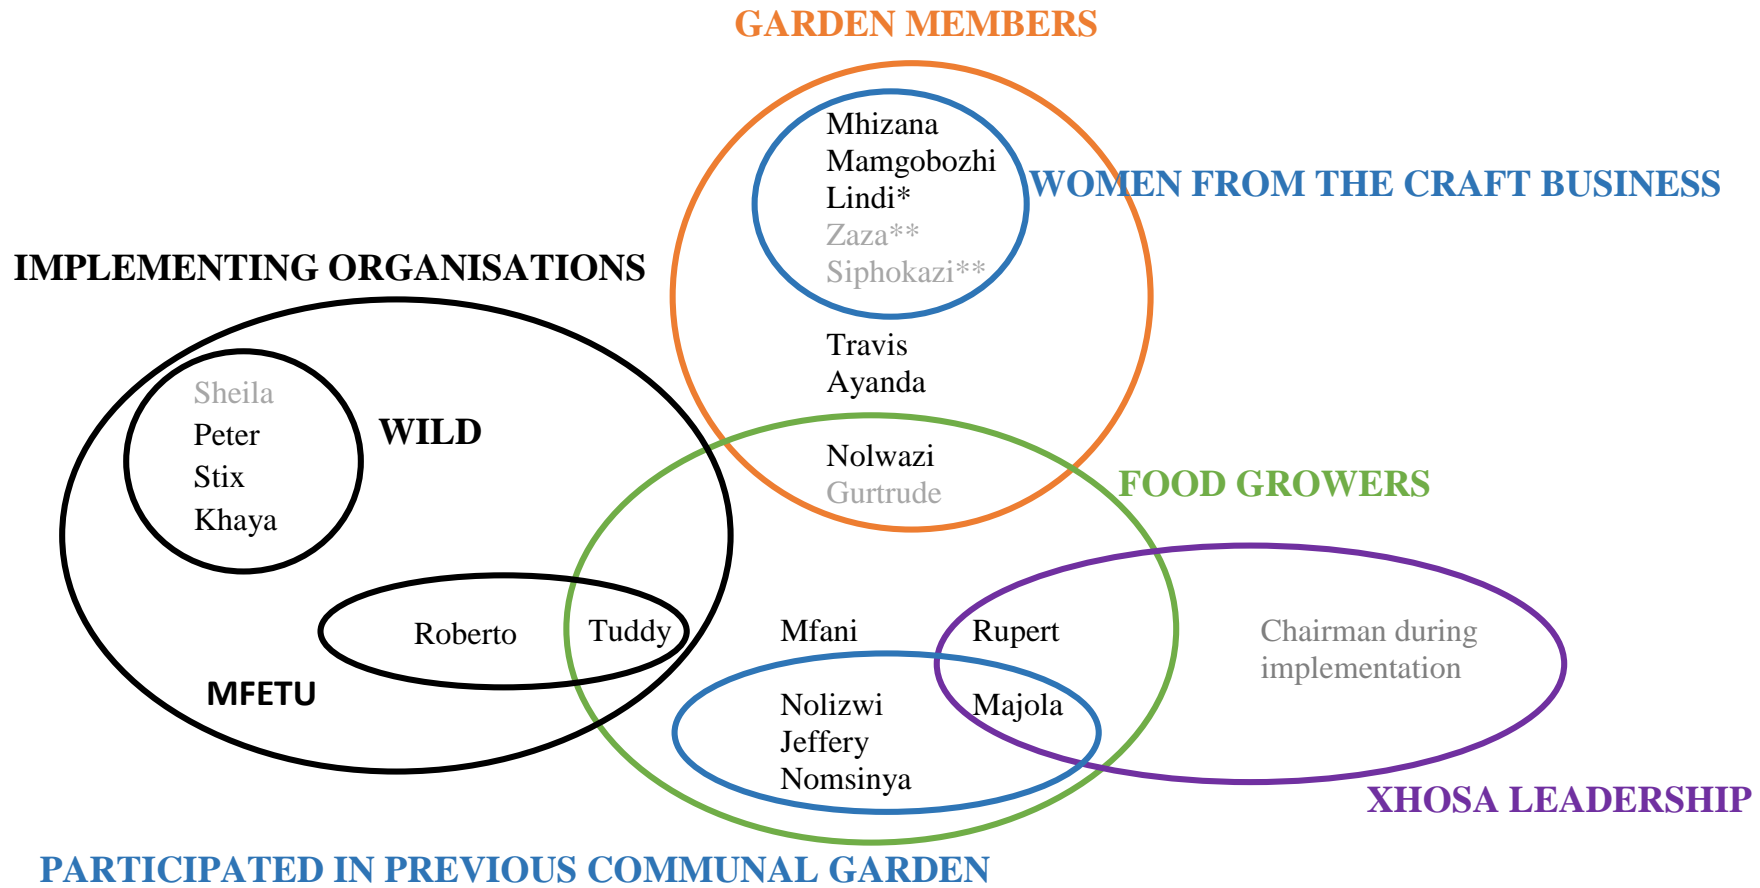 GARDEN MEMBERS
Mhizana
Mamgobozhi
Lindi*
Zaza**
Siphokazi**
WOMEN FROM THE CRAFT BUSINESS
Travis
Ayanda
Nolwazi
Gurtrude
IMPLEMENTING ORGANISATIONS
Sheila
Peter
Stix
Khaya
WILD
FOOD GROWERS
Roberto
Tuddy
MFETU
Mfani
Rupert
Chairman during
implementation
Nolizwi
Jeffery
Nomsinya
Majola
XHOSA LEADERSHIP
PARTICIPATED IN PREVIOUS COMMUNAL GARDEN